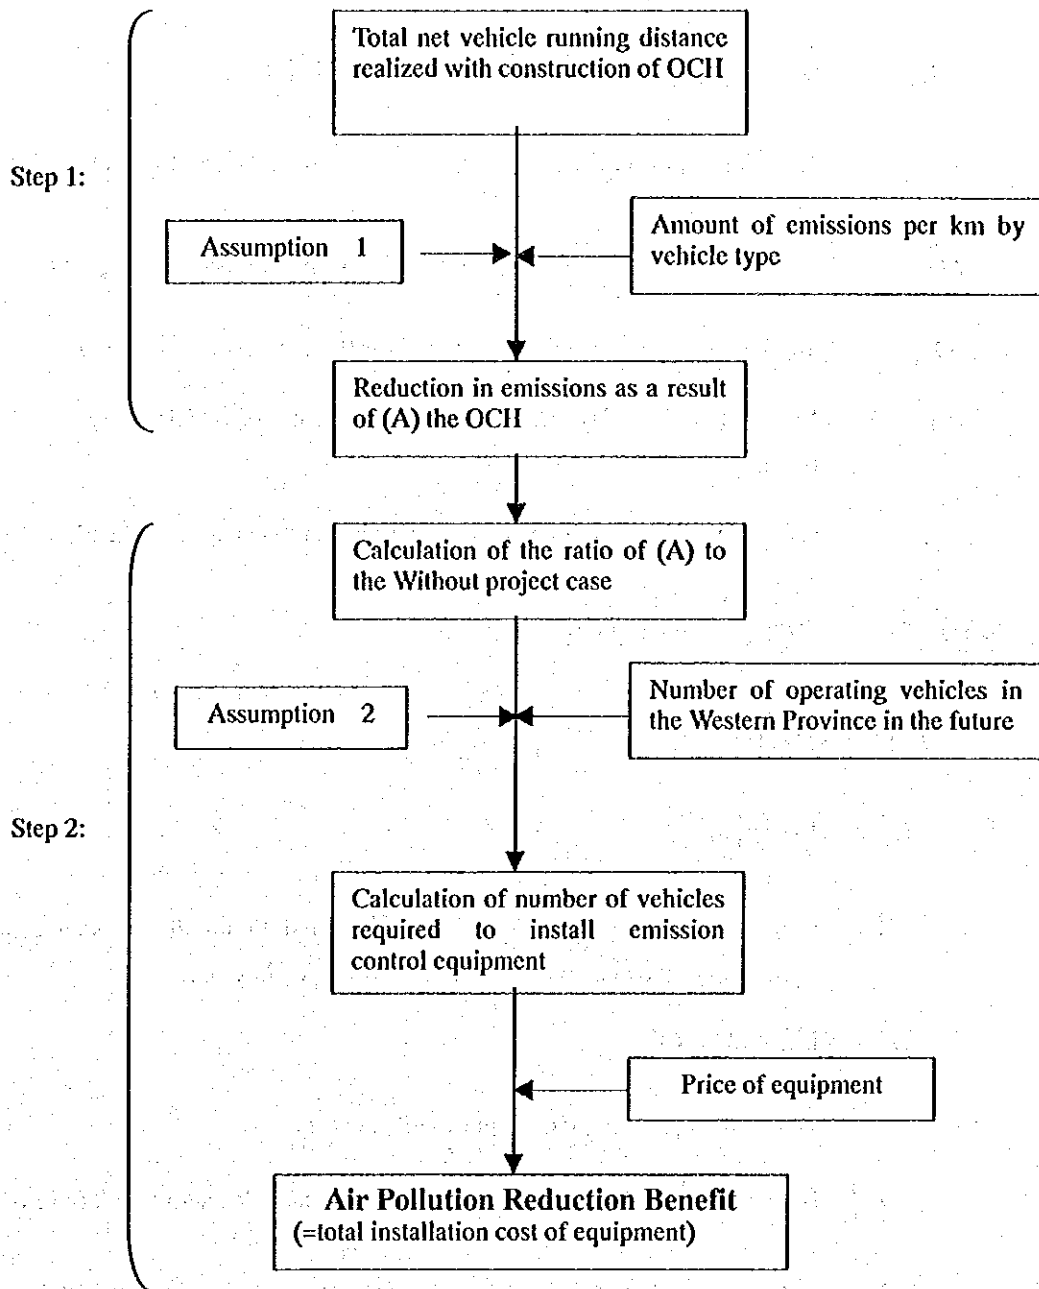 Total net vehicle running distance
realized with construction of OCH
Step 1:
Assumption 1
Amount of emissions per km by
vehicle type
Reduction in emissions as a result
of (A) the OCH
Calculation of the ratio of (A) to
the Without project case
Assumption 2
Number of operating vehicles in
the Western Province in the future
Step 2:
Calculation of number of vehicles
required to install emission
control equipment
Price of equipment
Air Pollution Reduction Benefit
(=total installation cost of equipment)